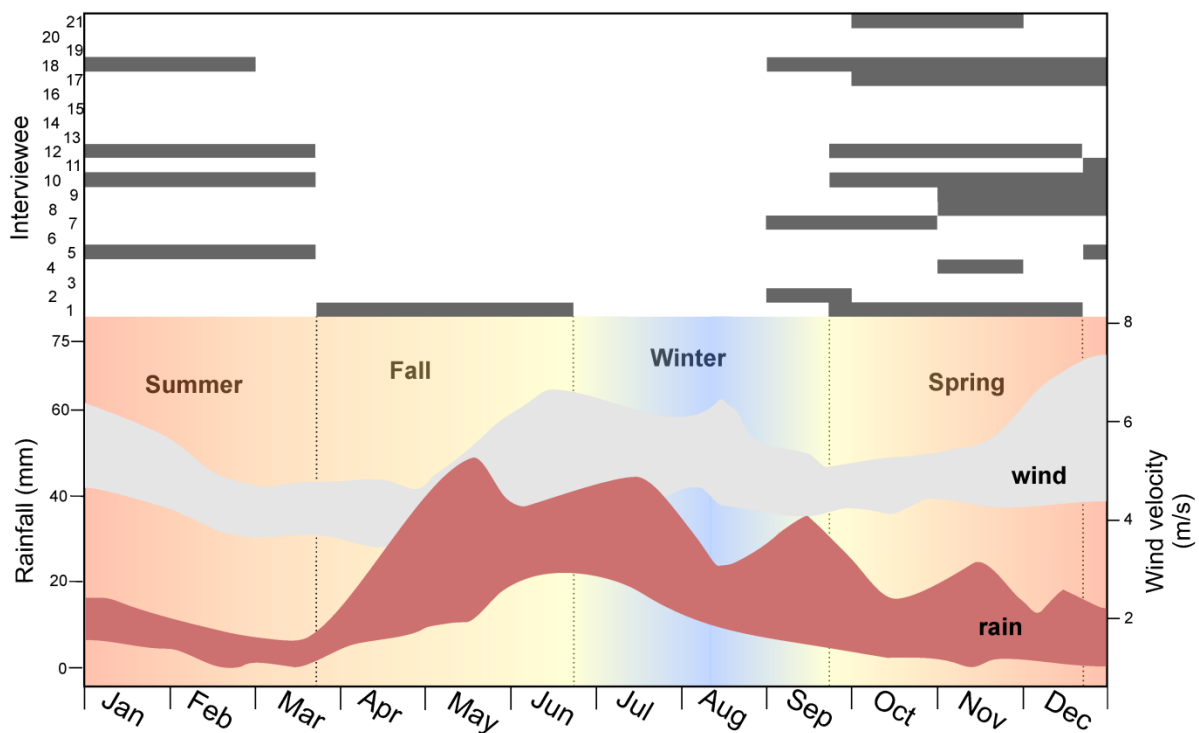 Interviewee
21
20
19
18
17
16
15
14
13
12
11
10
9
8
7
6
5
4
3
2
1
Summer
Fall
Winter
Spring
wind
rain
Rainfall (mm)
75
60
40
20
0
Wind velocity
(m/s)
8
6
4
2
Jan Feb Mar Apr May Jun Jul Aug Sep Oct Nov Dec